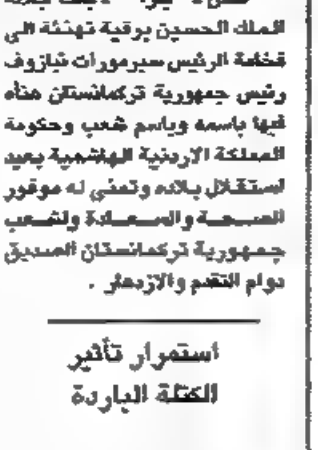 الملك الحسين برقية تهنئة الى
فخامة الرئيس سبرمورات نيازوف
رئيس جمهورية تركمانستان هنأه
فيها باسمه وباسم شعب وحكومة
المملكة الاردنية الهاشمية بعيد
استقلال بلاده وتمنى له موفور
الصحة والسعادة ولشعب
جمهورية تركمانستان الصديق
دوام التقدم والازدهار .
استمرار تأثير
الكتلة الباردة